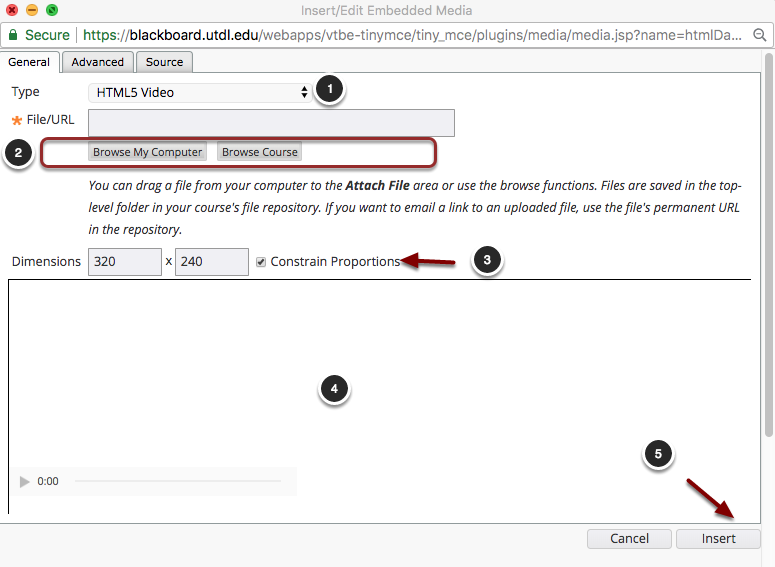 Insert/Edit Embedded Media
Secure https://blackboard.utdl.edu/webapps/vtbe-tinymce/tiny_mce/plugins/media/media.jsp?name=htmlDa...
General Advanced Source
Type HTML5 Video 1
* File/URL
2 Browse My Computer Browse Course
You can drag a file from your computer to the Attach File area or use the browse functions. Files are saved in the top-
level folder in your course's file repository. If you want to email a link to an uploaded file, use the file's permanent URL
in the repository.
Dimensions 320 x 240 Constrain Proportions 3
4
5
0:00
Cancel Insert